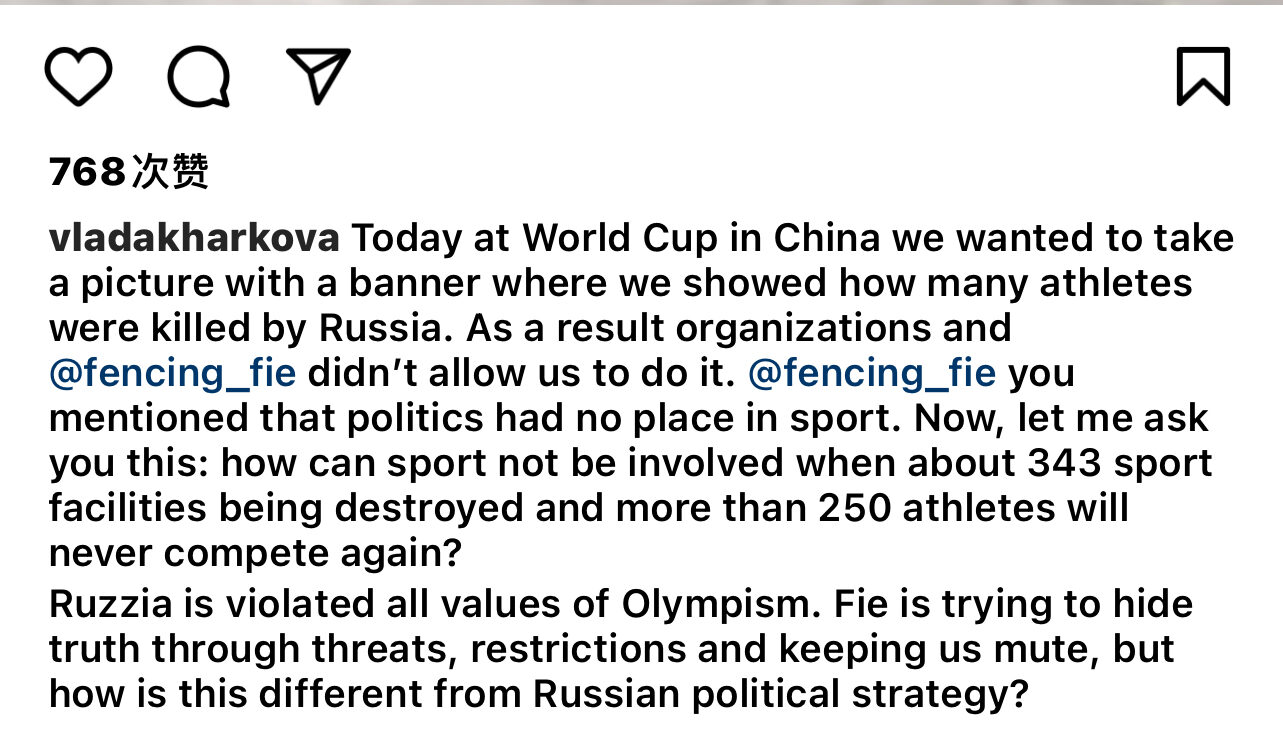 768次赞
vladakharkova Today at World Cup in China we wanted to take
a picture with a banner where we showed how many athletes
were killed by Russia. As a result organizations and
@fencing_fie didn’t allow us to do it. @fencing_fie you
mentioned that politics had no place in sport. Now, let me ask
you this: how can sport not be involved when about 343 sport
facilities being destroyed and more than 250 athletes will
never compete again?
Ruzzia is violated all values of Olympism. Fie is trying to hide
truth through threats, restrictions and keeping us mute, but
how is this different from Russian political strategy?